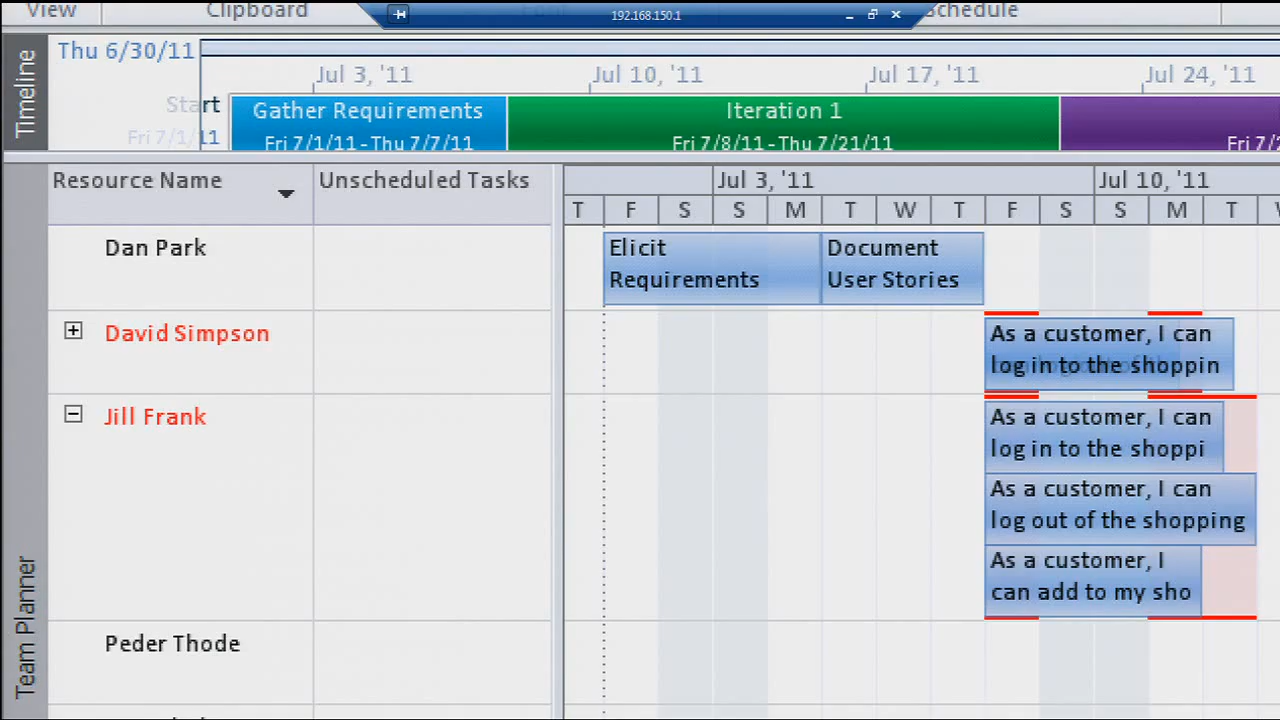 View
Clipboard
192.168.150.1
Schedule
Timeline
Thu 6/30/11
Jul 3, '11
Jul 10, '11
Jul 17, '11
Jul 24, '11
Start
Fri 7/1/11
Gather Requirements
Fri 7/1/11 - Thu 7/7/11
Iteration 1
Fri 7/8/11 - Thu 7/21/11
Fri 7/2
Resource Name
Unscheduled Tasks
Jul 3, '11
Jul 10, '11
T F S S M T W T F S S M T
Team Planner
Dan Park
Elicit
Requirements
Document
User Stories
David Simpson
As a customer, I can
log in to the shoppin
Jill Frank
As a customer, I can
log in to the shoppi
As a customer, I can
log out of the shopping
As a customer, I
can add to my sho
Peder Thode